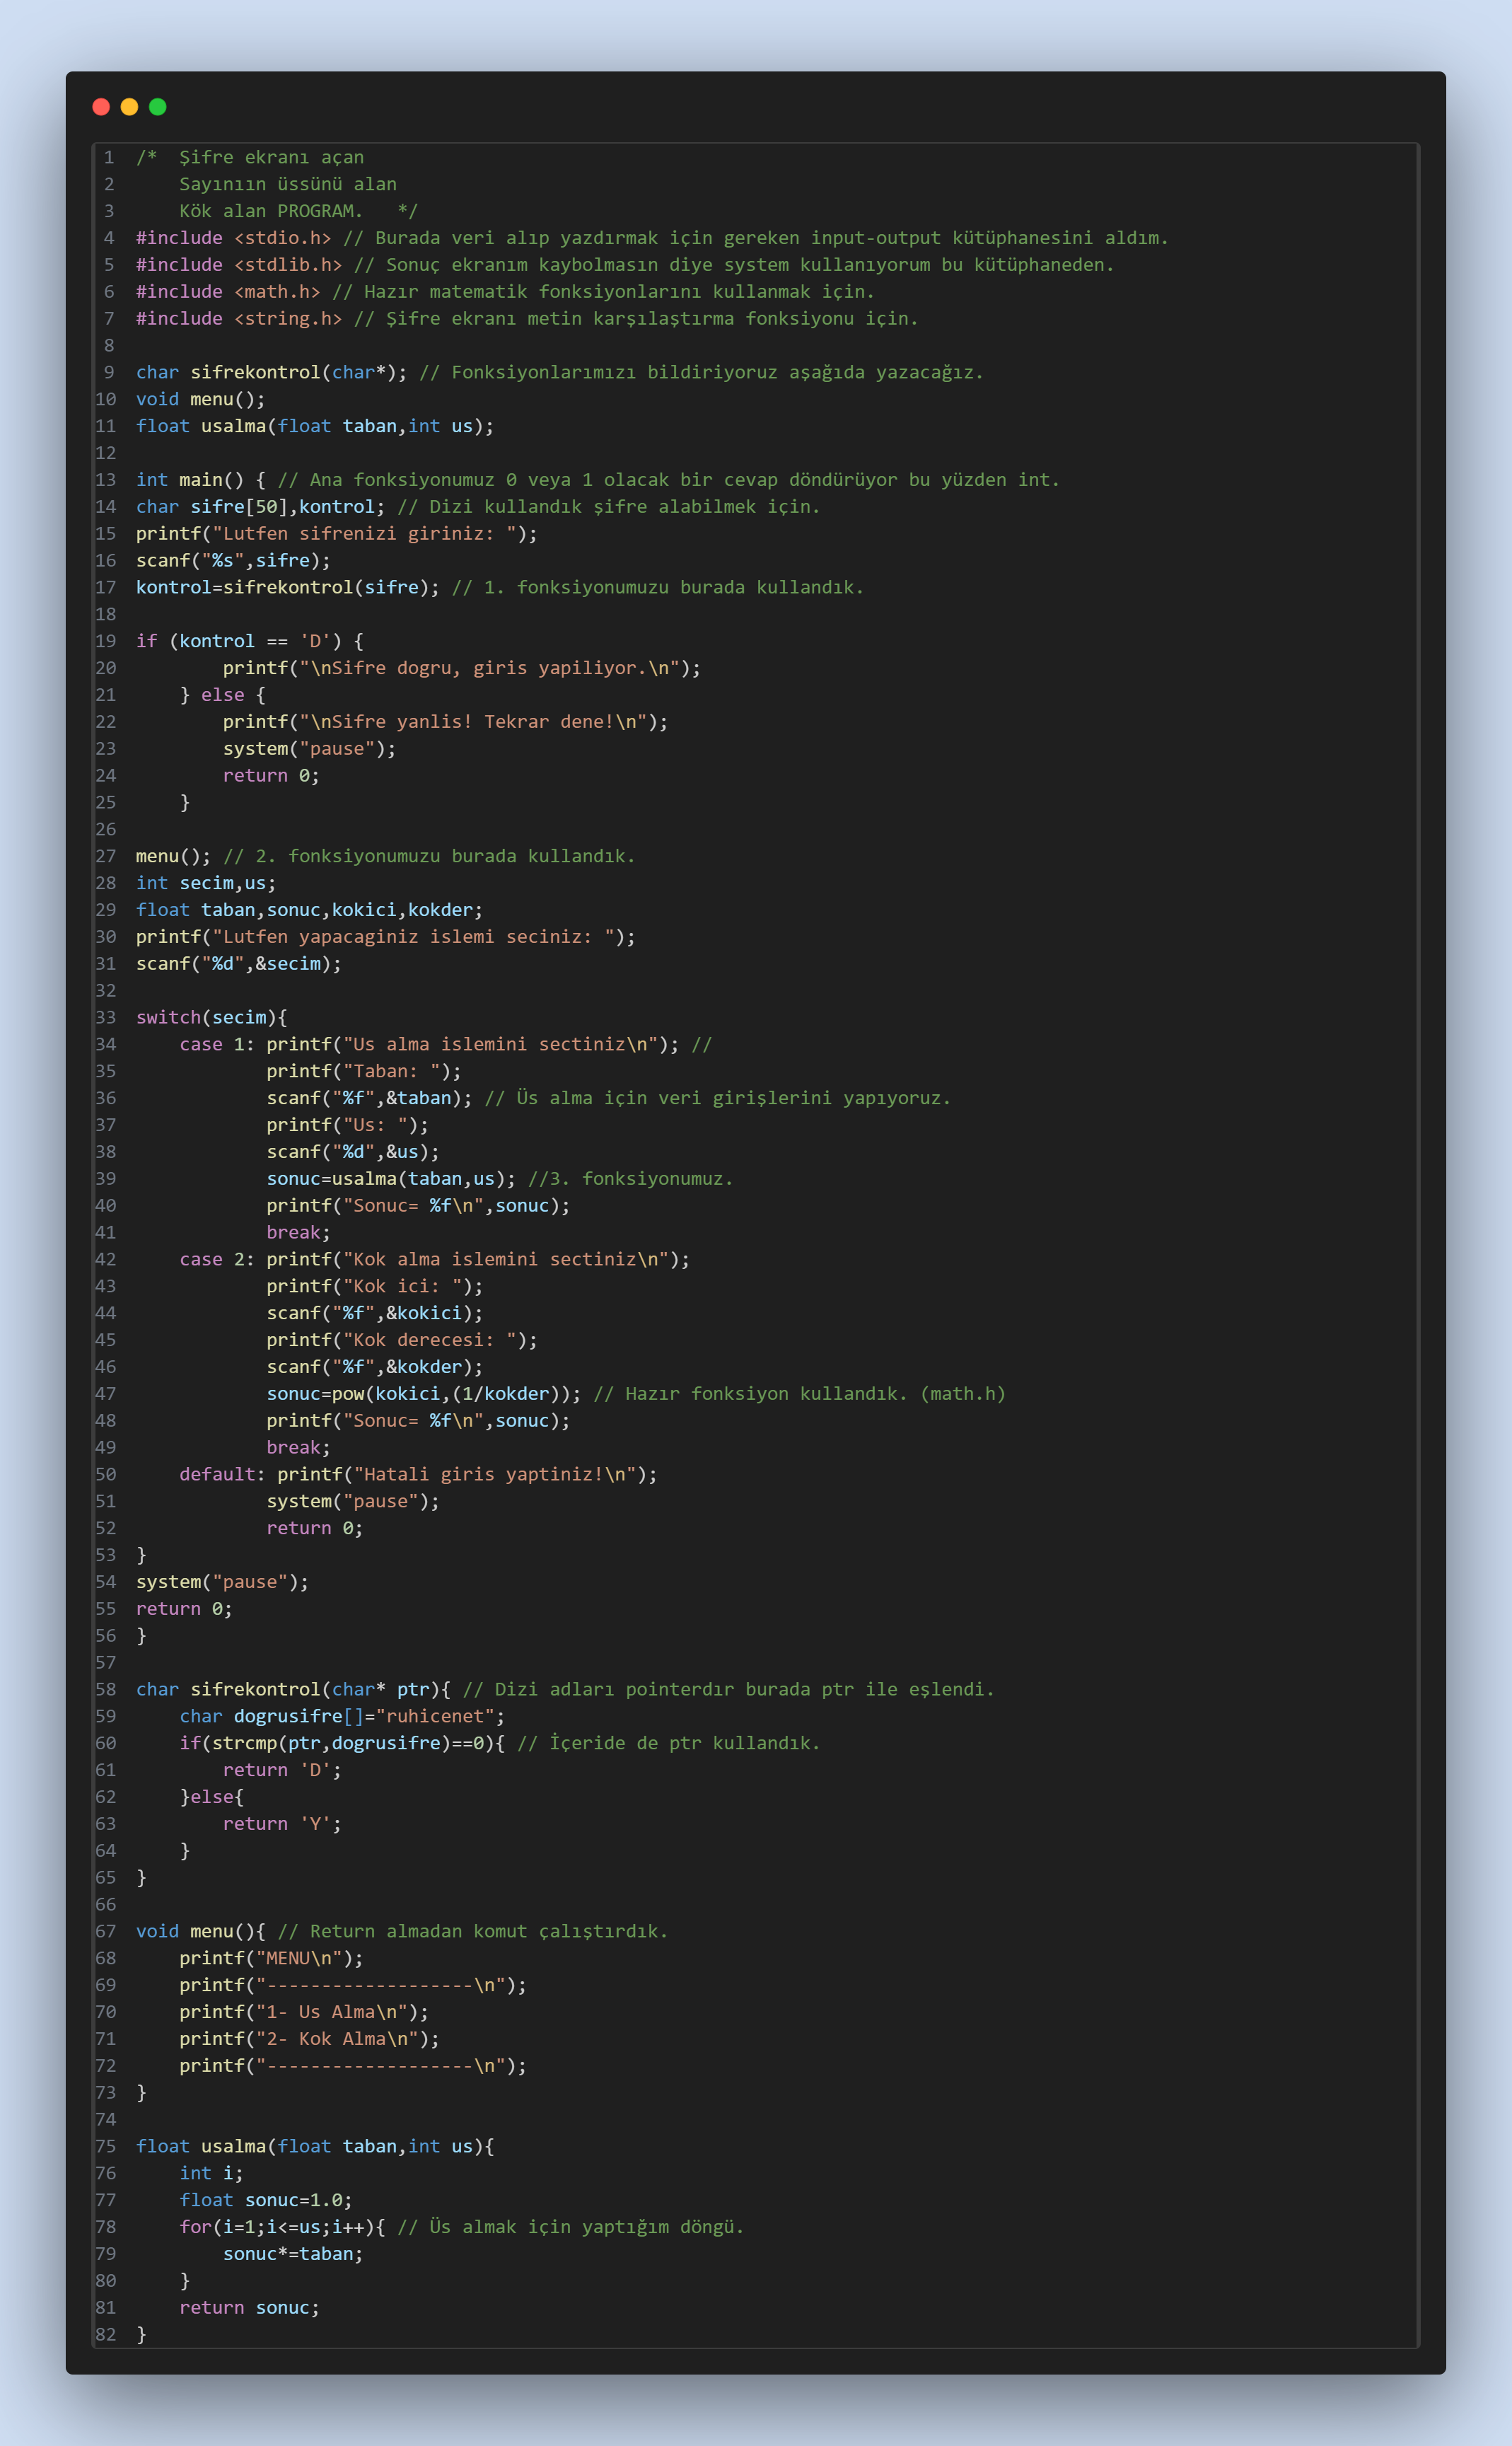 1 /*  Şifre ekranı açan
2     Sayınıın üssünü alan
3     Kök alan PROGRAM.   */
4 #include <stdio.h> // Burada veri alıp yazdırmak için gereken input-output kütüphanesini aldım.
5 #include <stdlib.h> // Sonuç ekranım kaybolmasın diye system kullanıyorum bu kütüphaneden.
6 #include <math.h> // Hazır matematik fonksiyonlarını kullanmak için.
7 #include <string.h> // Şifre ekranı metin karşılaştırma fonksiyonu için.
8
9 char sifrekontrol(char*); // Fonksiyonlarımızı bildiriyoruz aşağıda yazacağız.
10 void menu();
11 float usalma(float taban,int us);
12
13 int main() { // Ana fonksiyonumuz 0 veya 1 olacak bir cevap döndürüyor bu yüzden int.
14 char sifre[50],kontrol; // Dizi kullandık şifre alabilmek için.
15 printf("Lutfen sifrenizi giriniz: ");
16 scanf("%s",sifre);
17 kontrol=sifrekontrol(sifre); // 1. fonksiyonumuzu burada kullandık.
18
19 if (kontrol == 'D') {
20         printf("\nSifre dogru, giris yapiliyor.\n");
21     } else {
22         printf("\nSifre yanlis! Tekrar dene!\n");
23         system("pause");
24         return 0;
25     }
26
27 menu(); // 2. fonksiyonumuzu burada kullandık.
28 int secim,us;
29 float taban,sonuc,kokici,kokder;
30 printf("Lutfen yapacaginiz islemi seciniz: ");
31 scanf("%d",&secim);
32
33 switch(secim){
34     case 1: printf("Us alma islemini sectiniz\n"); //
35             printf("Taban: ");
36             scanf("%f",&taban); // Üs alma için veri girişlerini yapıyoruz.
37             printf("Us: ");
38             scanf("%d",&us);
39             sonuc=usalma(taban,us); //3. fonksiyonumuz.
40             printf("Sonuc= %f\n",sonuc);
41             break;
42     case 2: printf("Kok alma islemini sectiniz\n");
43             printf("Kok ici: ");
44             scanf("%f",&kokici);
45             printf("Kok derecesi: ");
46             scanf("%f",&kokder);
47             sonuc=pow(kokici,(1/kokder)); // Hazır fonksiyon kullandık. (math.h)
48             printf("Sonuc= %f\n",sonuc);
49             break;
50     default: printf("Hatali giris yaptiniz!\n");
51             system("pause");
52             return 0;
53 }
54 system("pause");
55 return 0;
56 }
57
58 char sifrekontrol(char* ptr){ // Dizi adları pointerdır burada ptr ile eşlendi.
59     char dogrusifre[]="ruhicenet";
60     if(strcmp(ptr,dogrusifre)==0){ // İçeride de ptr kullandık.
61         return 'D';
62     }else{
63         return 'Y';
64     }
65 }
66
67 void menu(){ // Return almadan komut çalıştırdık.
68     printf("MENU\n");
69     printf("-------------------\n");
70     printf("1- Us Alma\n");
71     printf("2- Kok Alma\n");
72     printf("-------------------\n");
73 }
74
75 float usalma(float taban,int us){
76     int i;
77     float sonuc=1.0;
78     for(i=1;i<=us;i++){ // Üs almak için yaptığım döngü.
79         sonuc*=taban;
80     }
81     return sonuc;
82 }